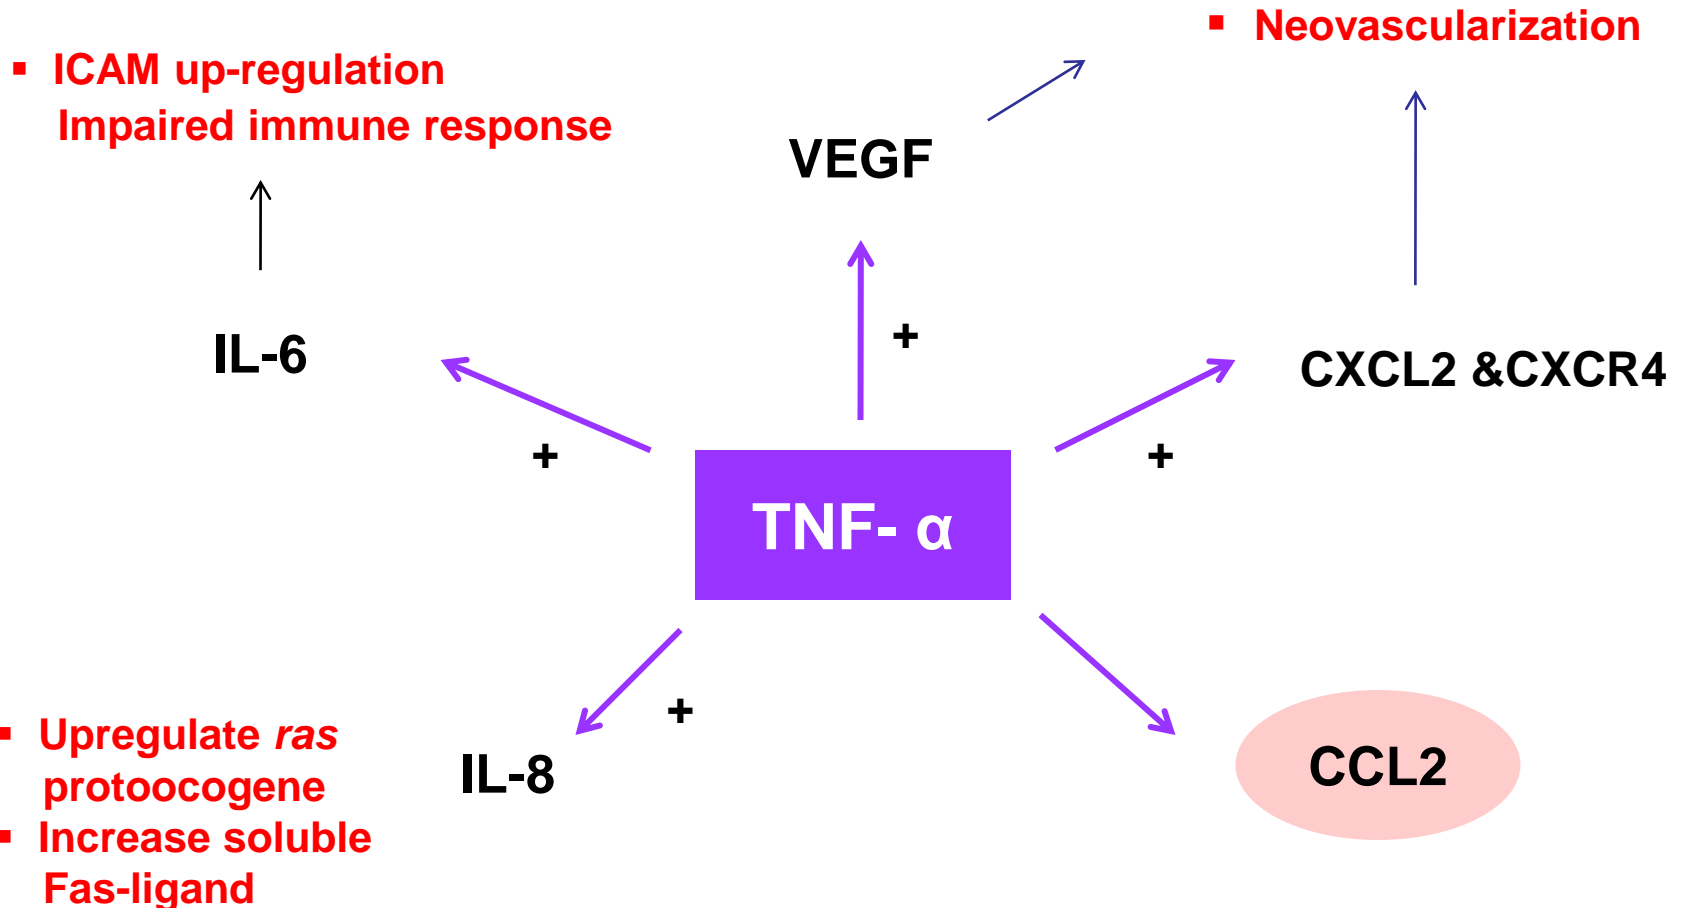 ▪ Neovascularization
▪ ICAM up-regulation
Impaired immune response
VEGF
+
IL-6
CXCL2 &CXCR4
+
+
TNF- α
+
▪ Upregulate ras
protoocogene
IL-8
CCL2
▪ Increase soluble
Fas-ligand